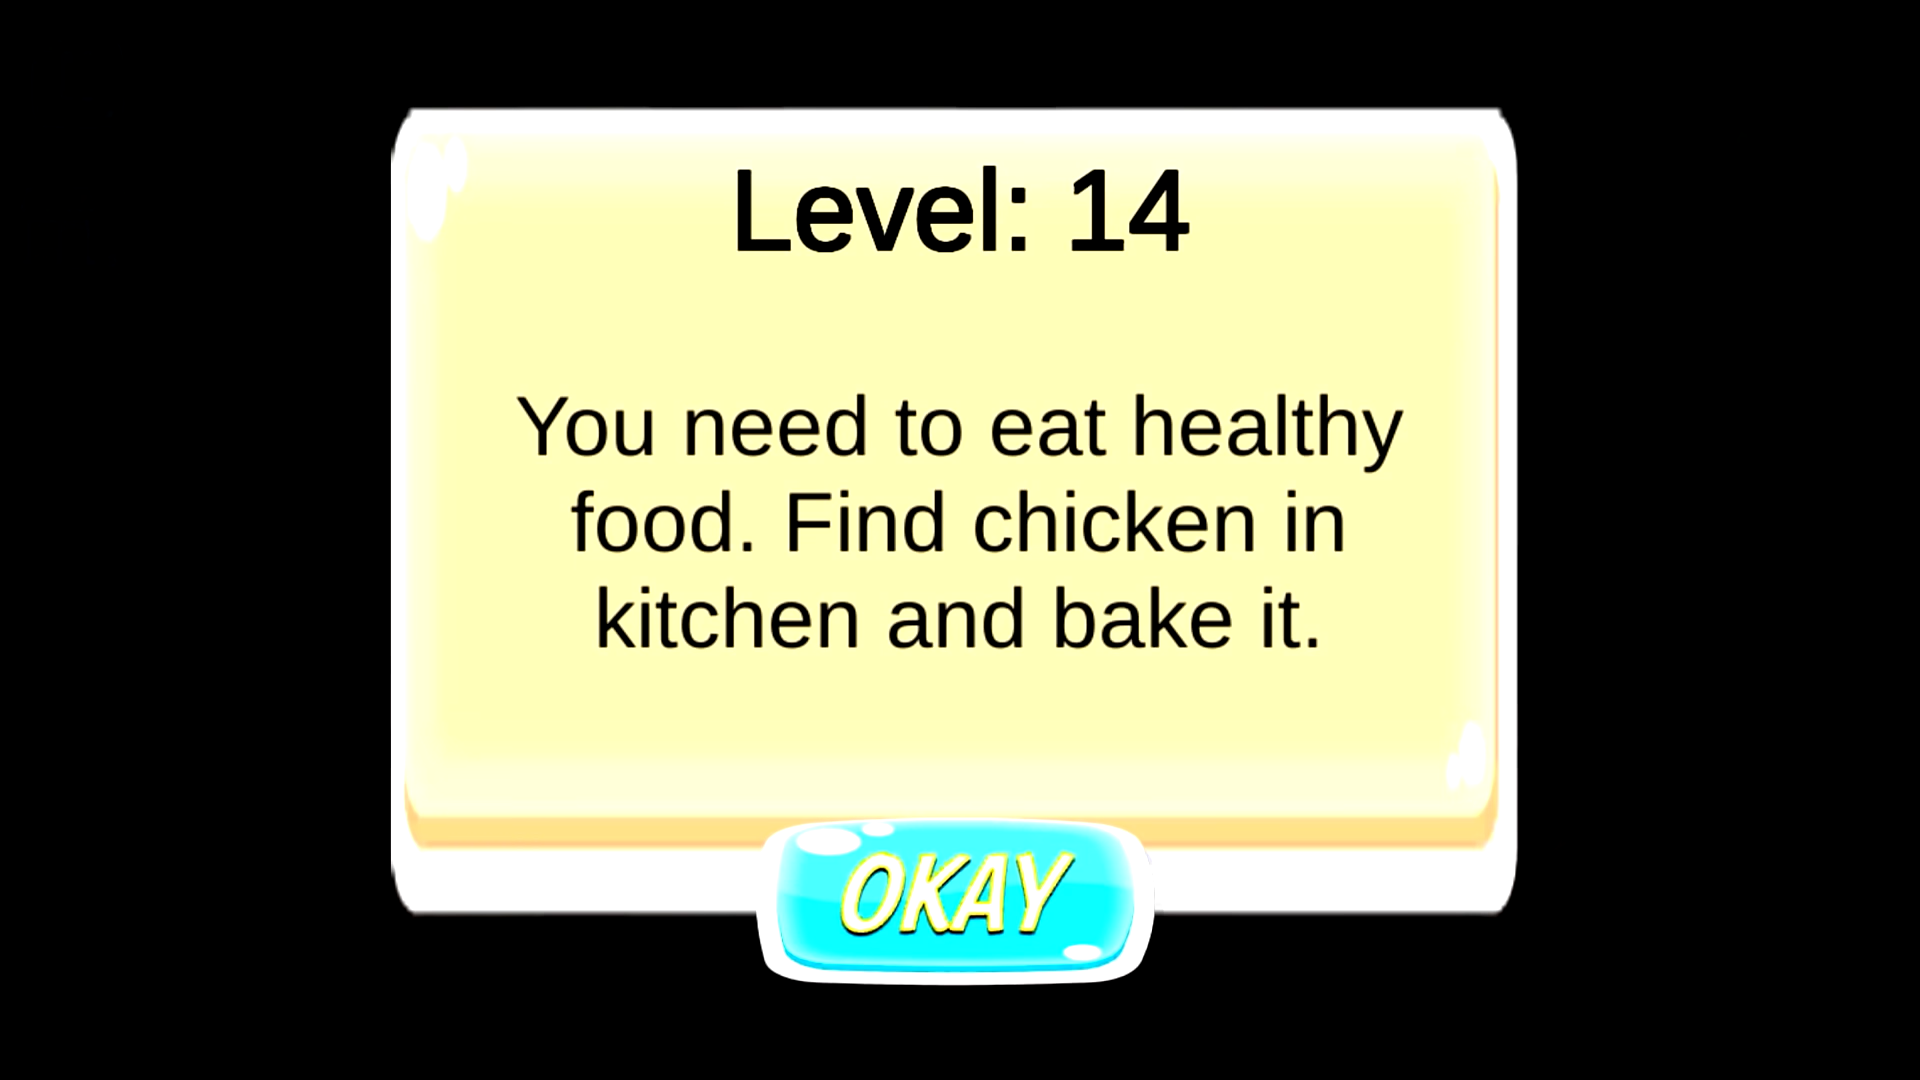 Level: 14
You need to eat healthy
food. Find chicken in
kitchen and bake it.
OKAY